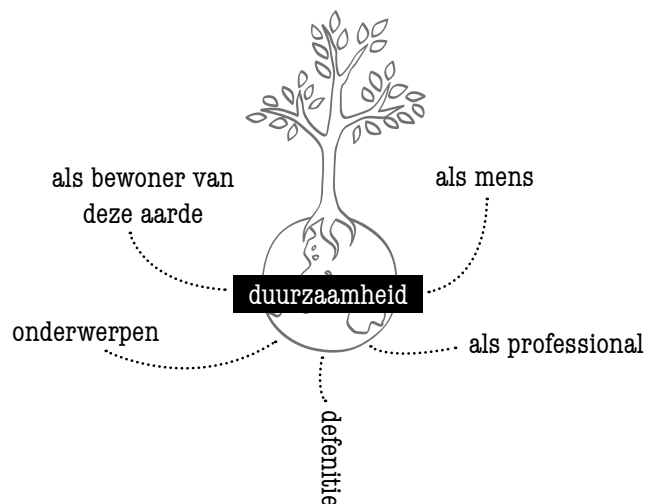 als bewoner van
deze aarde
als mens
duurzaamheid
onderwerpen
als professional
defenitie